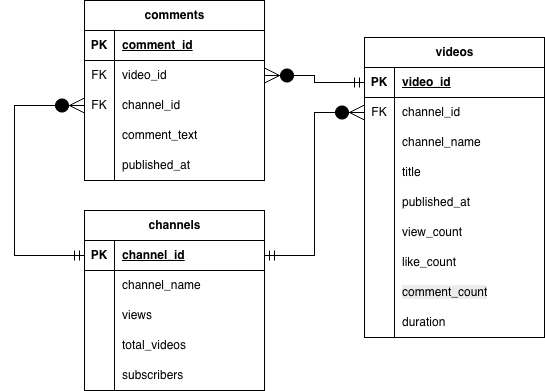 comments
PK comment_id
FK video_id
FK channel_id
comment_text
published_at
videos
PK video_id
FK channel_id
channel_name
title
published_at
view_count
like_count
comment_count
duration
channels
PK channel_id
channel_name
views
total_videos
subscribers